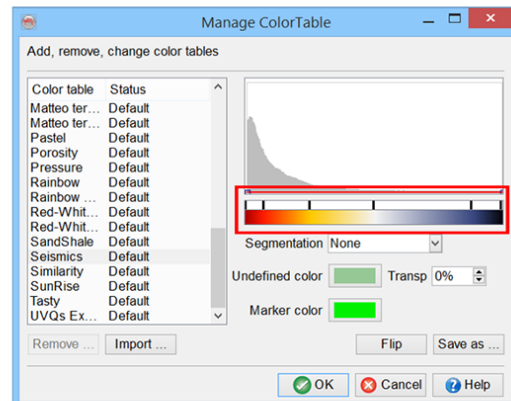 Manage ColorTable
Add, remove, change color tables
Color table Status
Matteo ter... Default
Matteo ter... Default
Pastel Default
Porosity Default
Pressure Default
Rainbow Default
Rainbow ... Default
Red-Whit... Default
Red-Whit... Default
SandShale Default
Seismics Default
Similarity Default
SunRise Default
Tasty Default
UVQs Ex... Default
Segmentation None
Undefined color Transp 0%
Marker color
Remove ... Import ... Flip Save as ...
OK Cancel Help